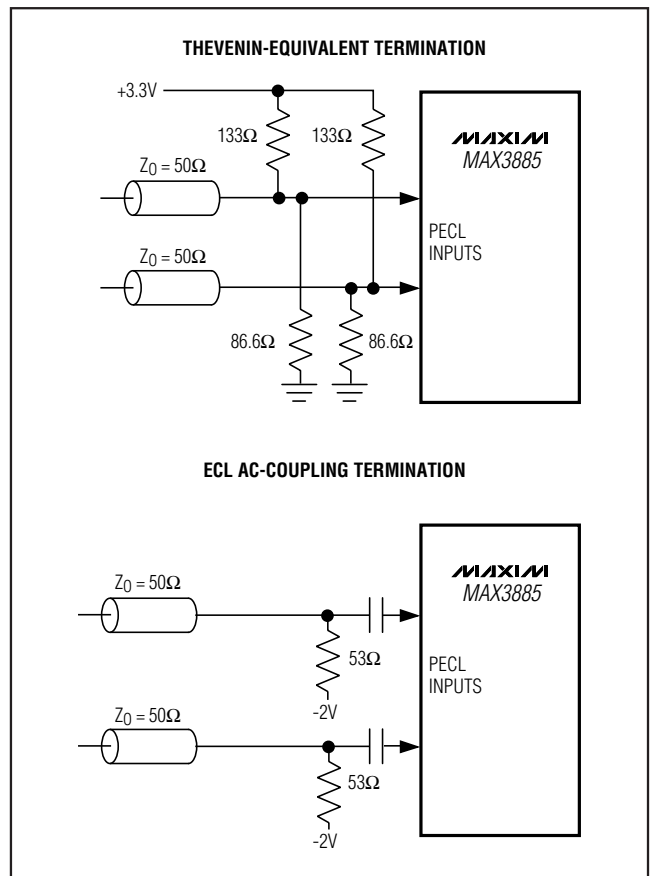 THEVENIN-EQUIVALENT TERMINATION
+3.3V
133Ω 133Ω
MAXIM
MAX3885
Z0 = 50Ω
PECL
INPUTS
Z0 = 50Ω
86.6Ω 86.6Ω
ECL AC-COUPLING TERMINATION
MAXIM
MAX3885
Z0 = 50Ω
53Ω
PECL
INPUTS
-2V
Z0 = 50Ω
53Ω
-2V